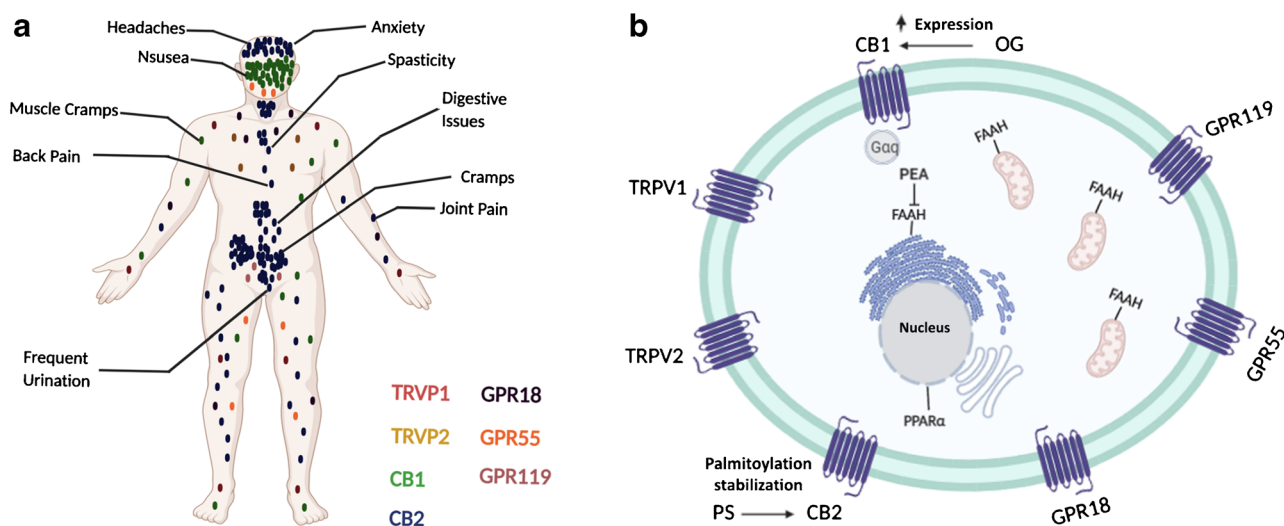 a
Headaches
Anxiety
Nsusea
Spasticity
Muscle Cramps
Digestive
Issues
Back Pain
Cramps
Joint Pain
Frequent
Urination
TRVP1
GPR18
TRVP2
GPR55
CB1
GPR119
CB2
b
Expression
CB1
OG
Gαq
FAAH
GPR119
PEA
FAAH
TRPV1
FAAH
FAAH
Nucleus
TRPV2
GPR55
PPARα
Palmitoylation
stabilization
PS
CB2
GPR18